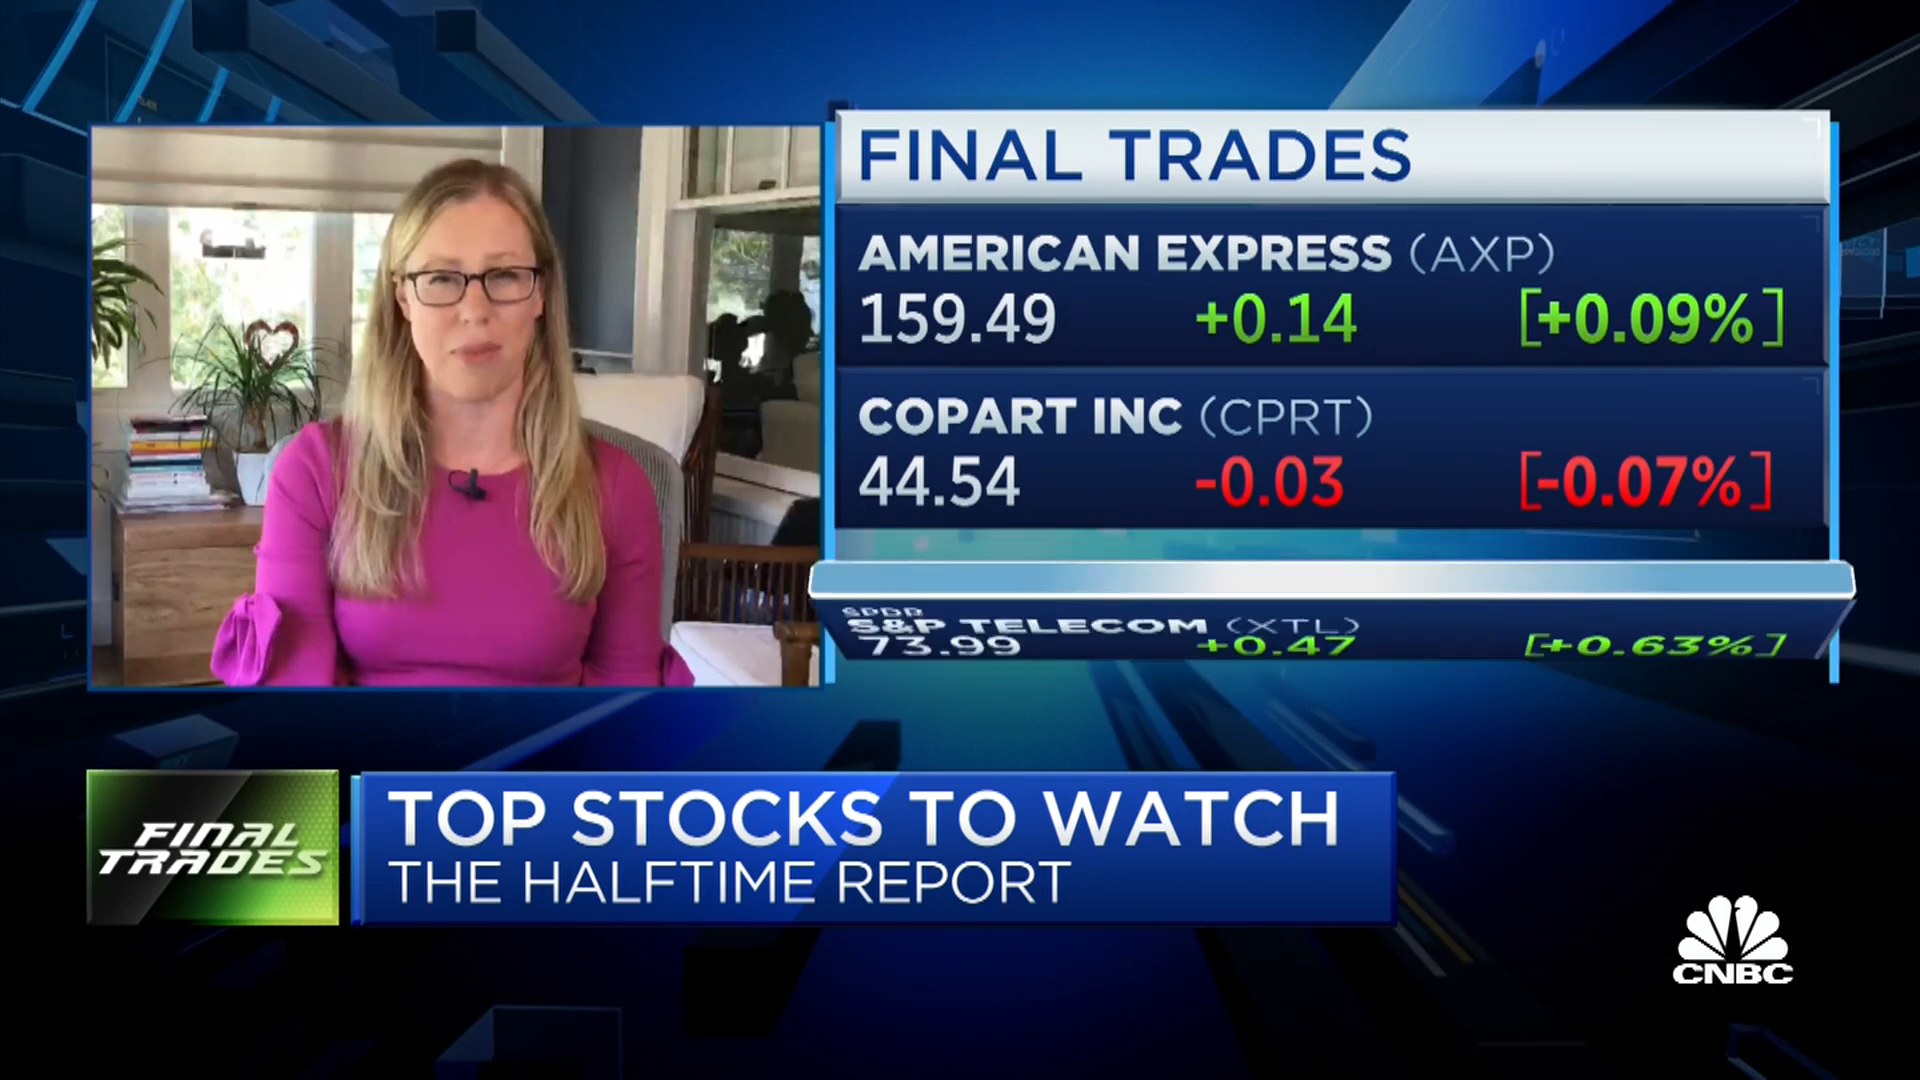 FINAL TRADES
AMERICAN EXPRESS (AXP)
159.49 +0.14 [+0.09%]
COPART INC (CPRT)
44.54 -0.03 [-0.07%]
SPDR
S&P TELECOM (XTL)
73.99 +0.47 [+0.63%]
FINAL
TRADES
TOP STOCKS TO WATCH
THE HALFTIME REPORT
CNBC